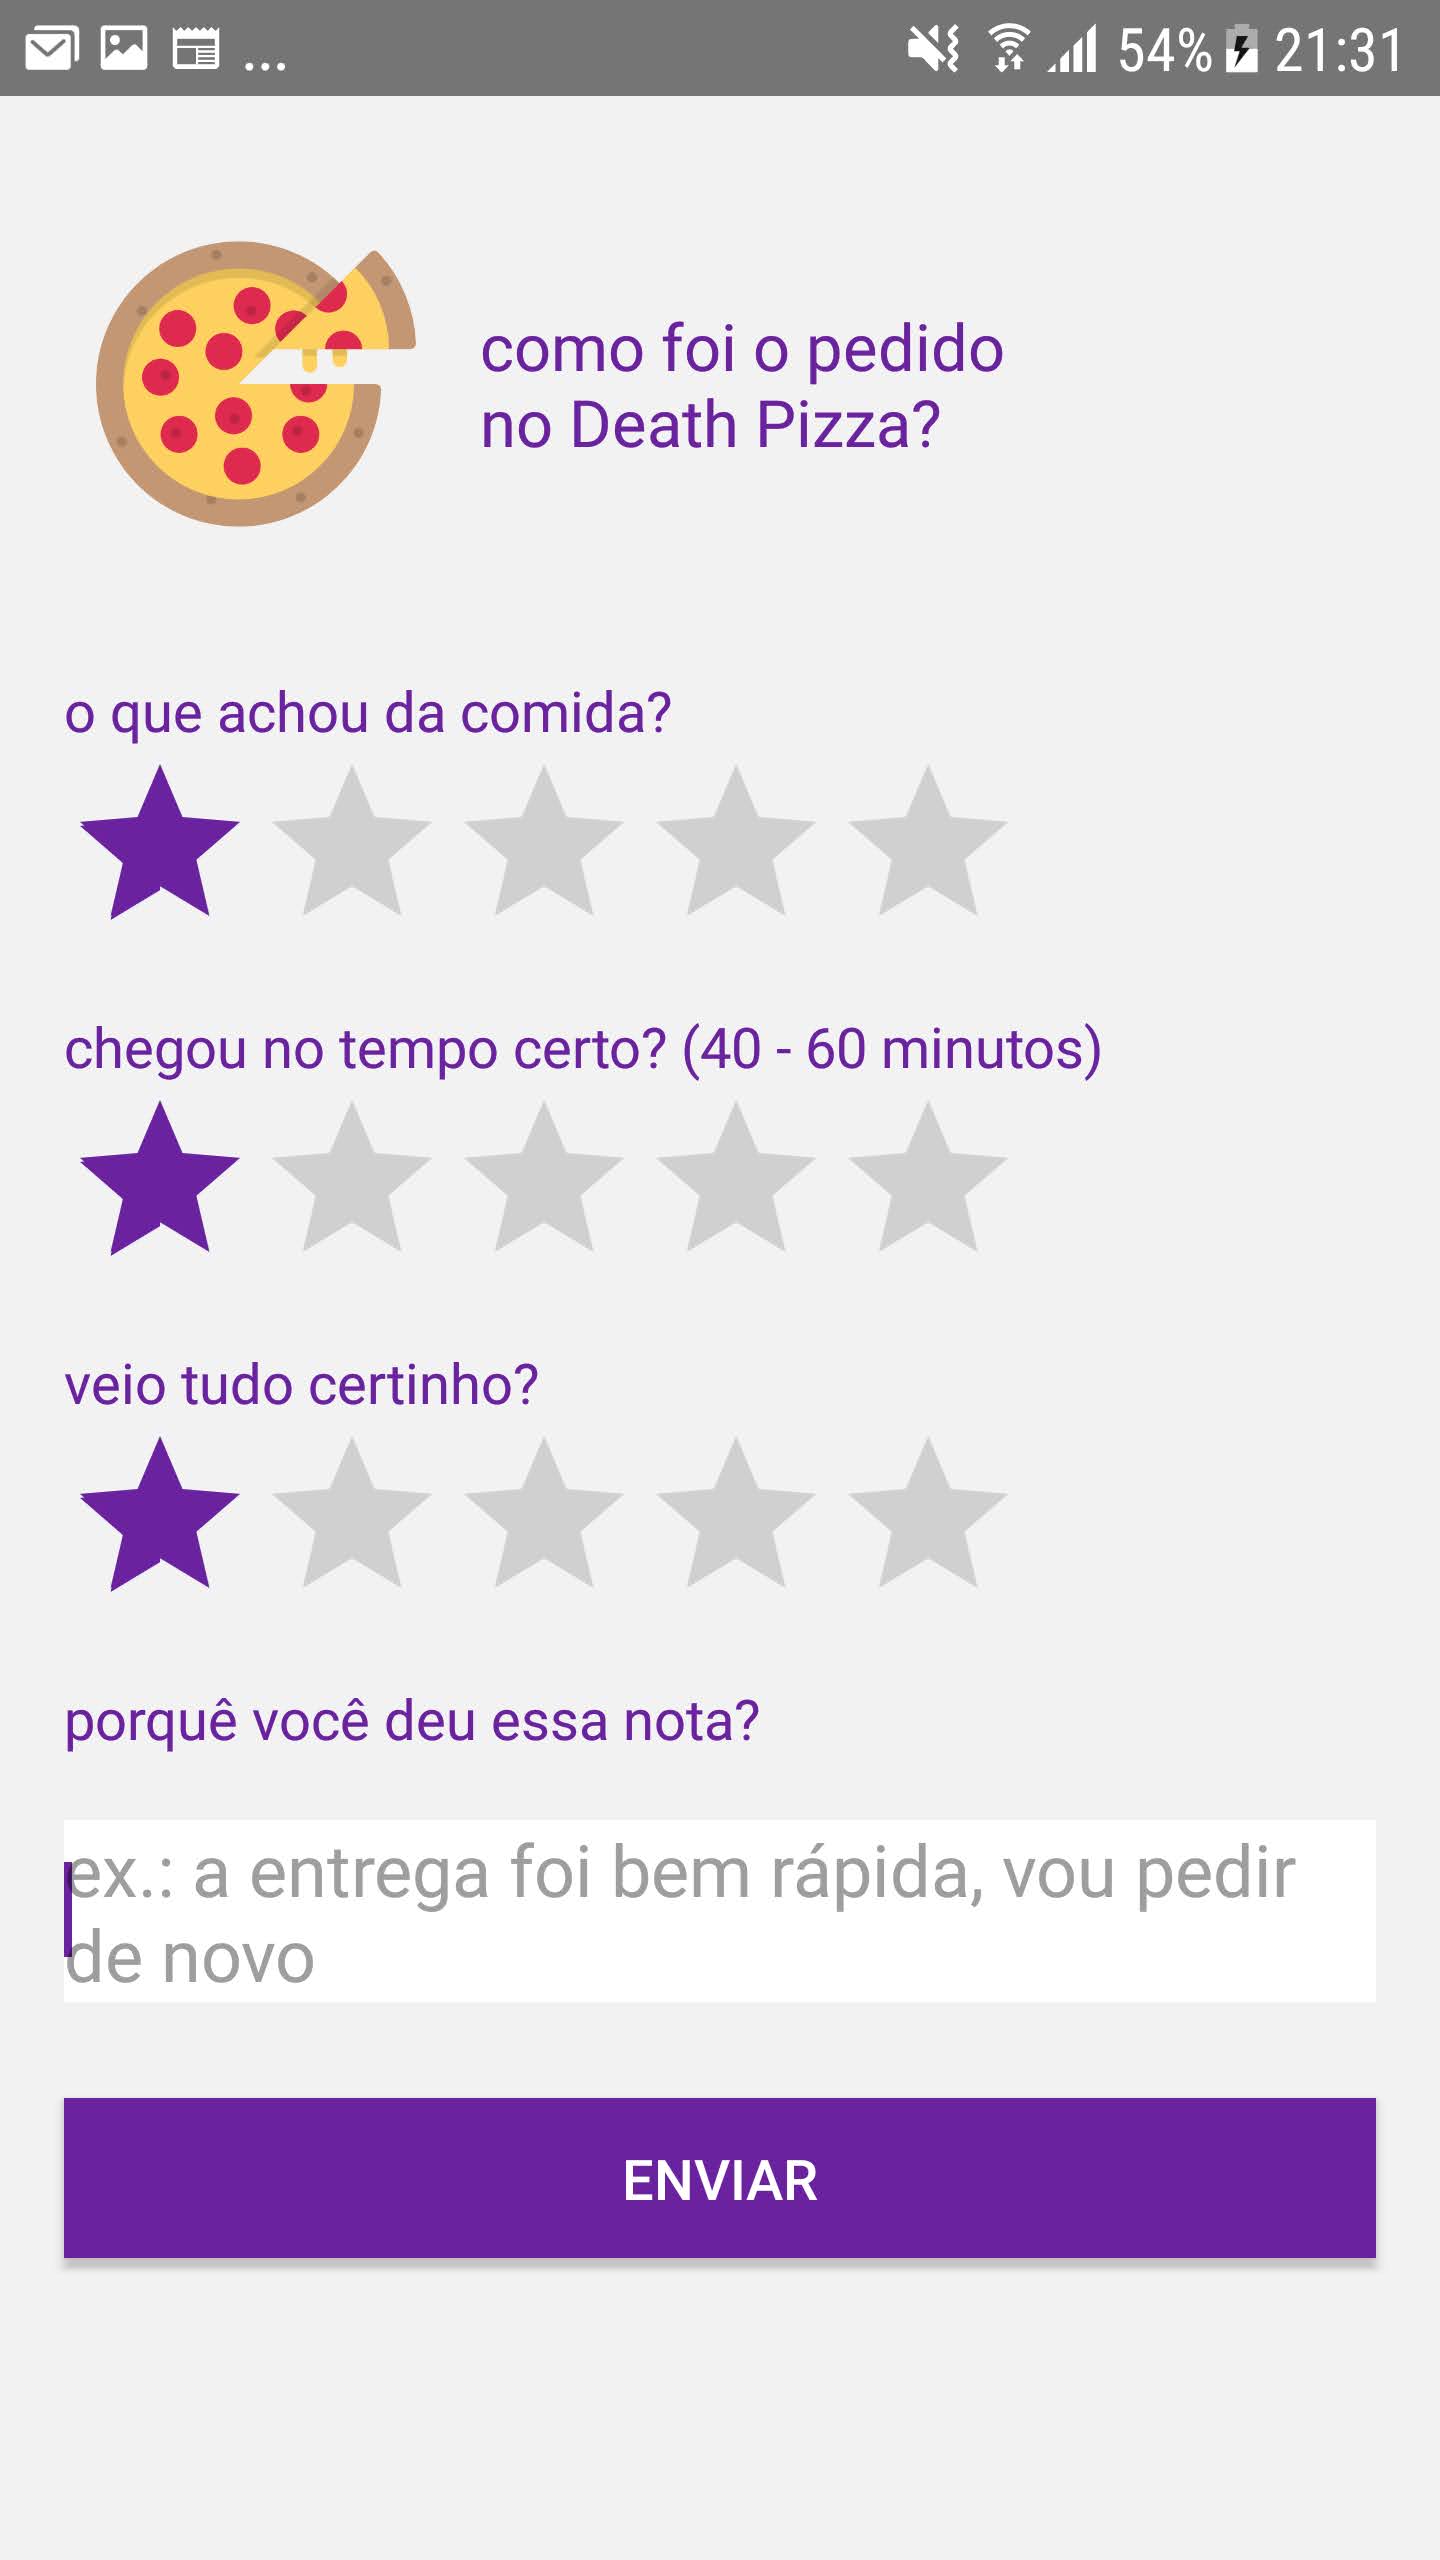 ... 54% 21:31
como foi o pedido
no Death Pizza?
o que achou da comida?
chegou no tempo certo? (40 - 60 minutos)
veio tudo certinho?
porquê você deu essa nota?
ex.: a entrega foi bem rápida, vou pedir
de novo
ENVIAR